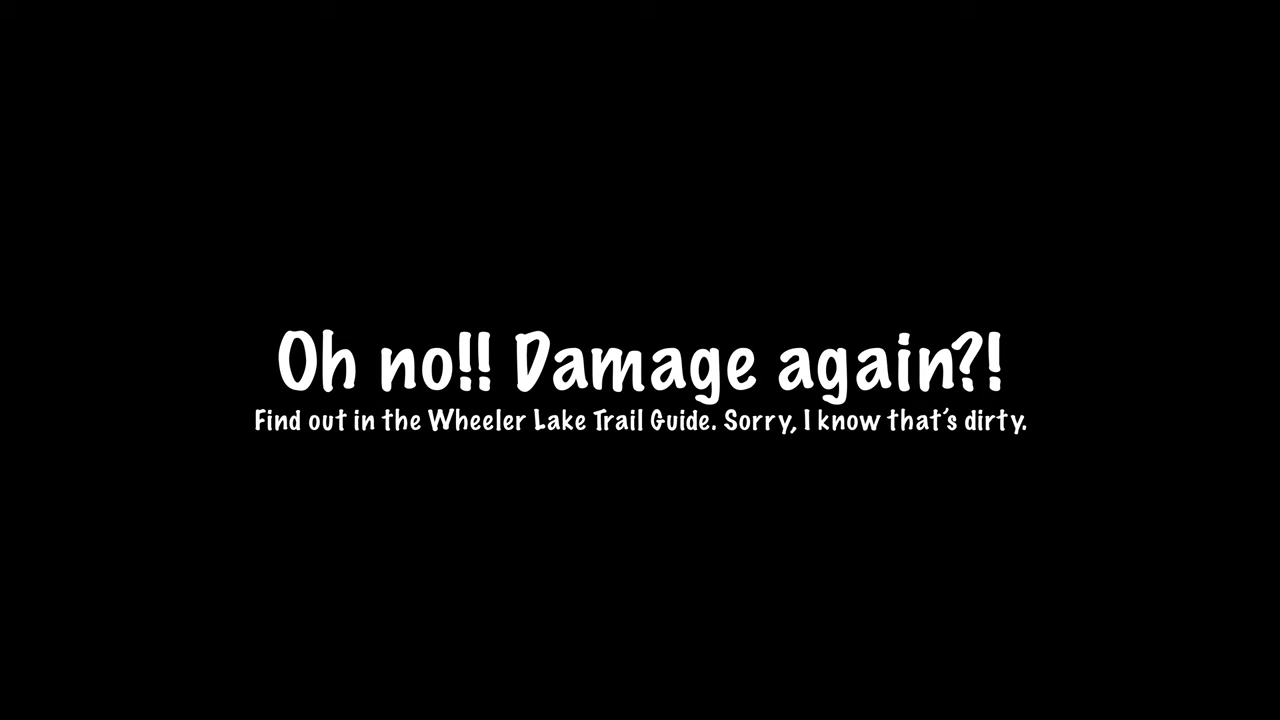 Oh no!! Damage again?!
Find out in the Wheeler Lake Trail Guide. Sorry, I know that’s dirty.